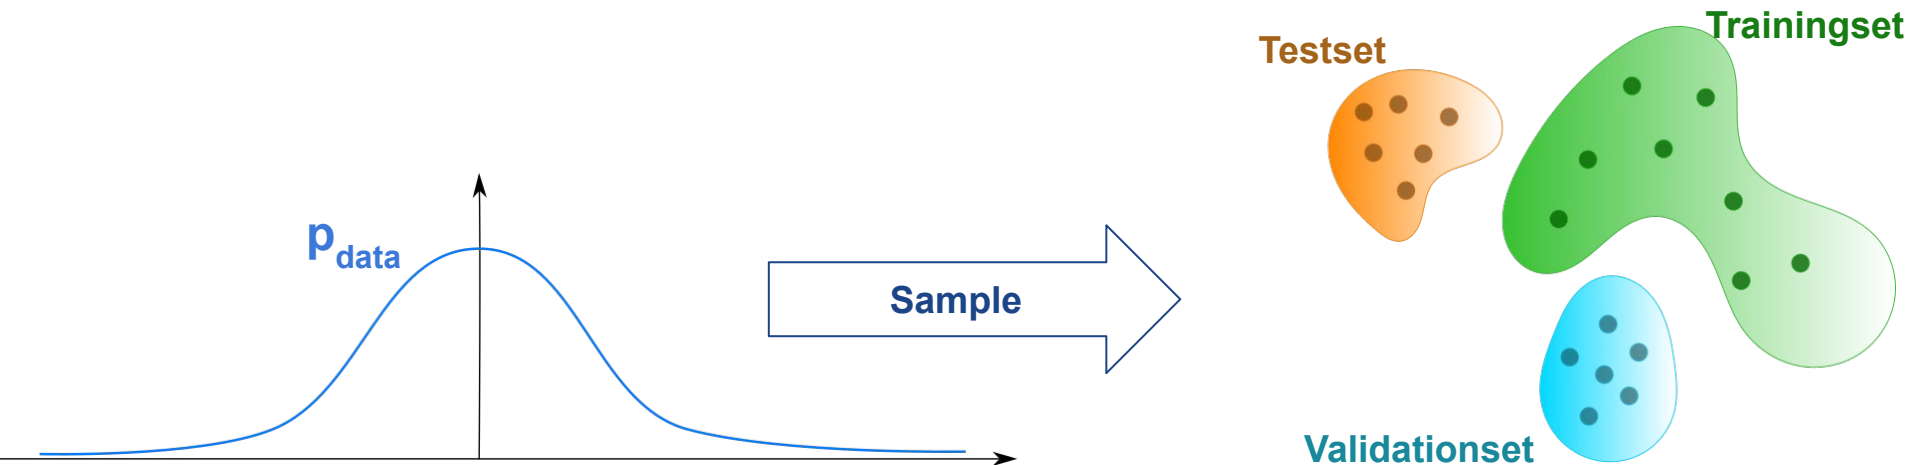 p_data
Sample
Testset
Trainingset
Validationset